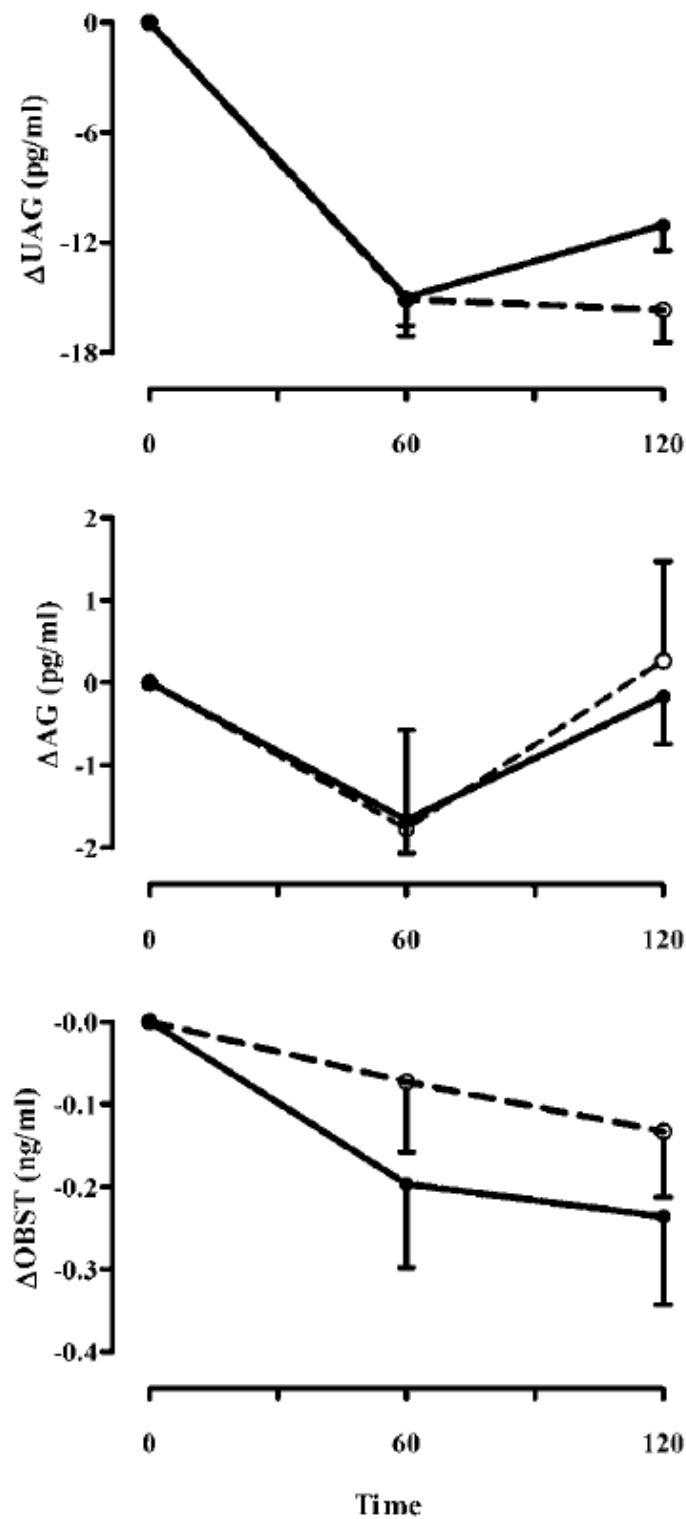 ΔUAG (pg/ml)
0
-6
-12
-18
0 60 120
ΔAG (pg/ml)
2
1
0
-1
-2
0 60 120
ΔOBST (ng/ml)
-0.0
-0.1
-0.2
-0.3
-0.4
0 60 120
Time